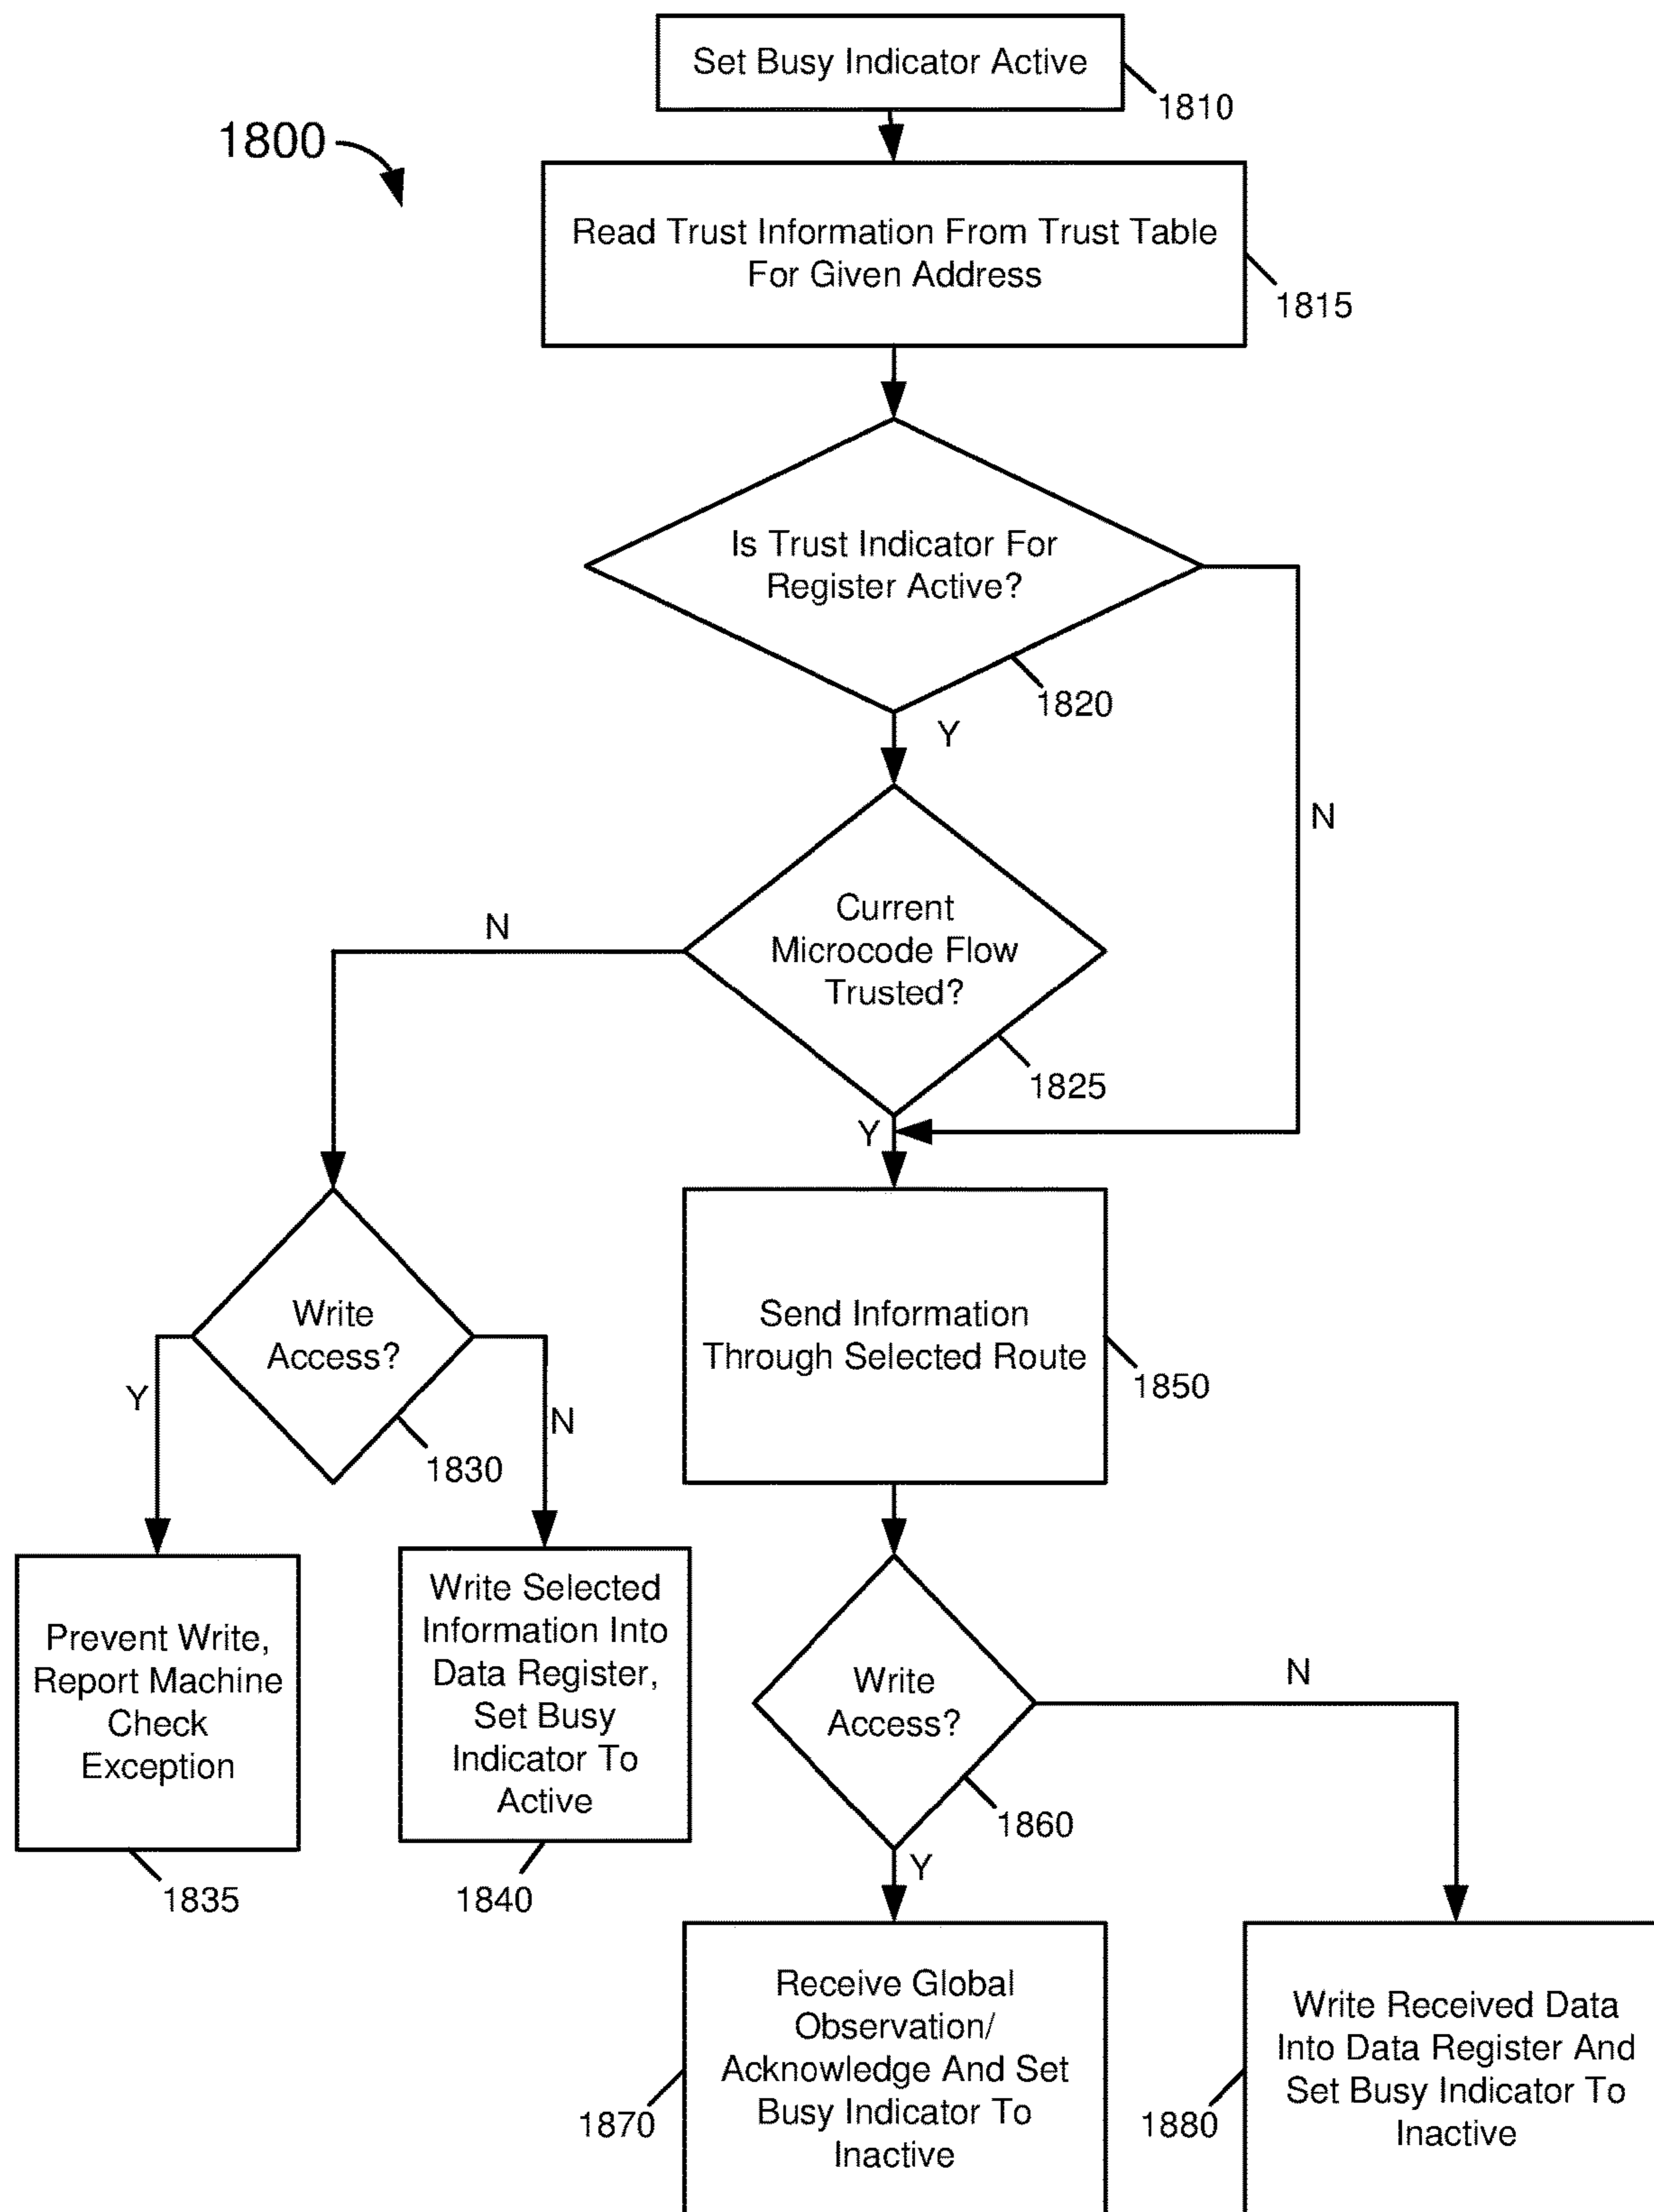 Set Busy Indicator Active
1810
1800
Read Trust Information From Trust Table
For Given Address
1815
Is Trust Indicator For
Register Active?
1820
Y
N
Current
Microcode Flow
Trusted?
N
1825
Y
Write
Access?
Y
N
1830
Send Information
Through Selected Route
1850
Prevent Write,
Report Machine
Check
Exception
1835
Write Selected
Information Into
Data Register,
Set Busy
Indicator To
Active
1840
Write
Access?
N
1860
Y
Receive Global
Observation/
Acknowledge And Set
Busy Indicator To
Inactive
1870
Write Received Data
Into Data Register And
Set Busy Indicator To
Inactive
1880